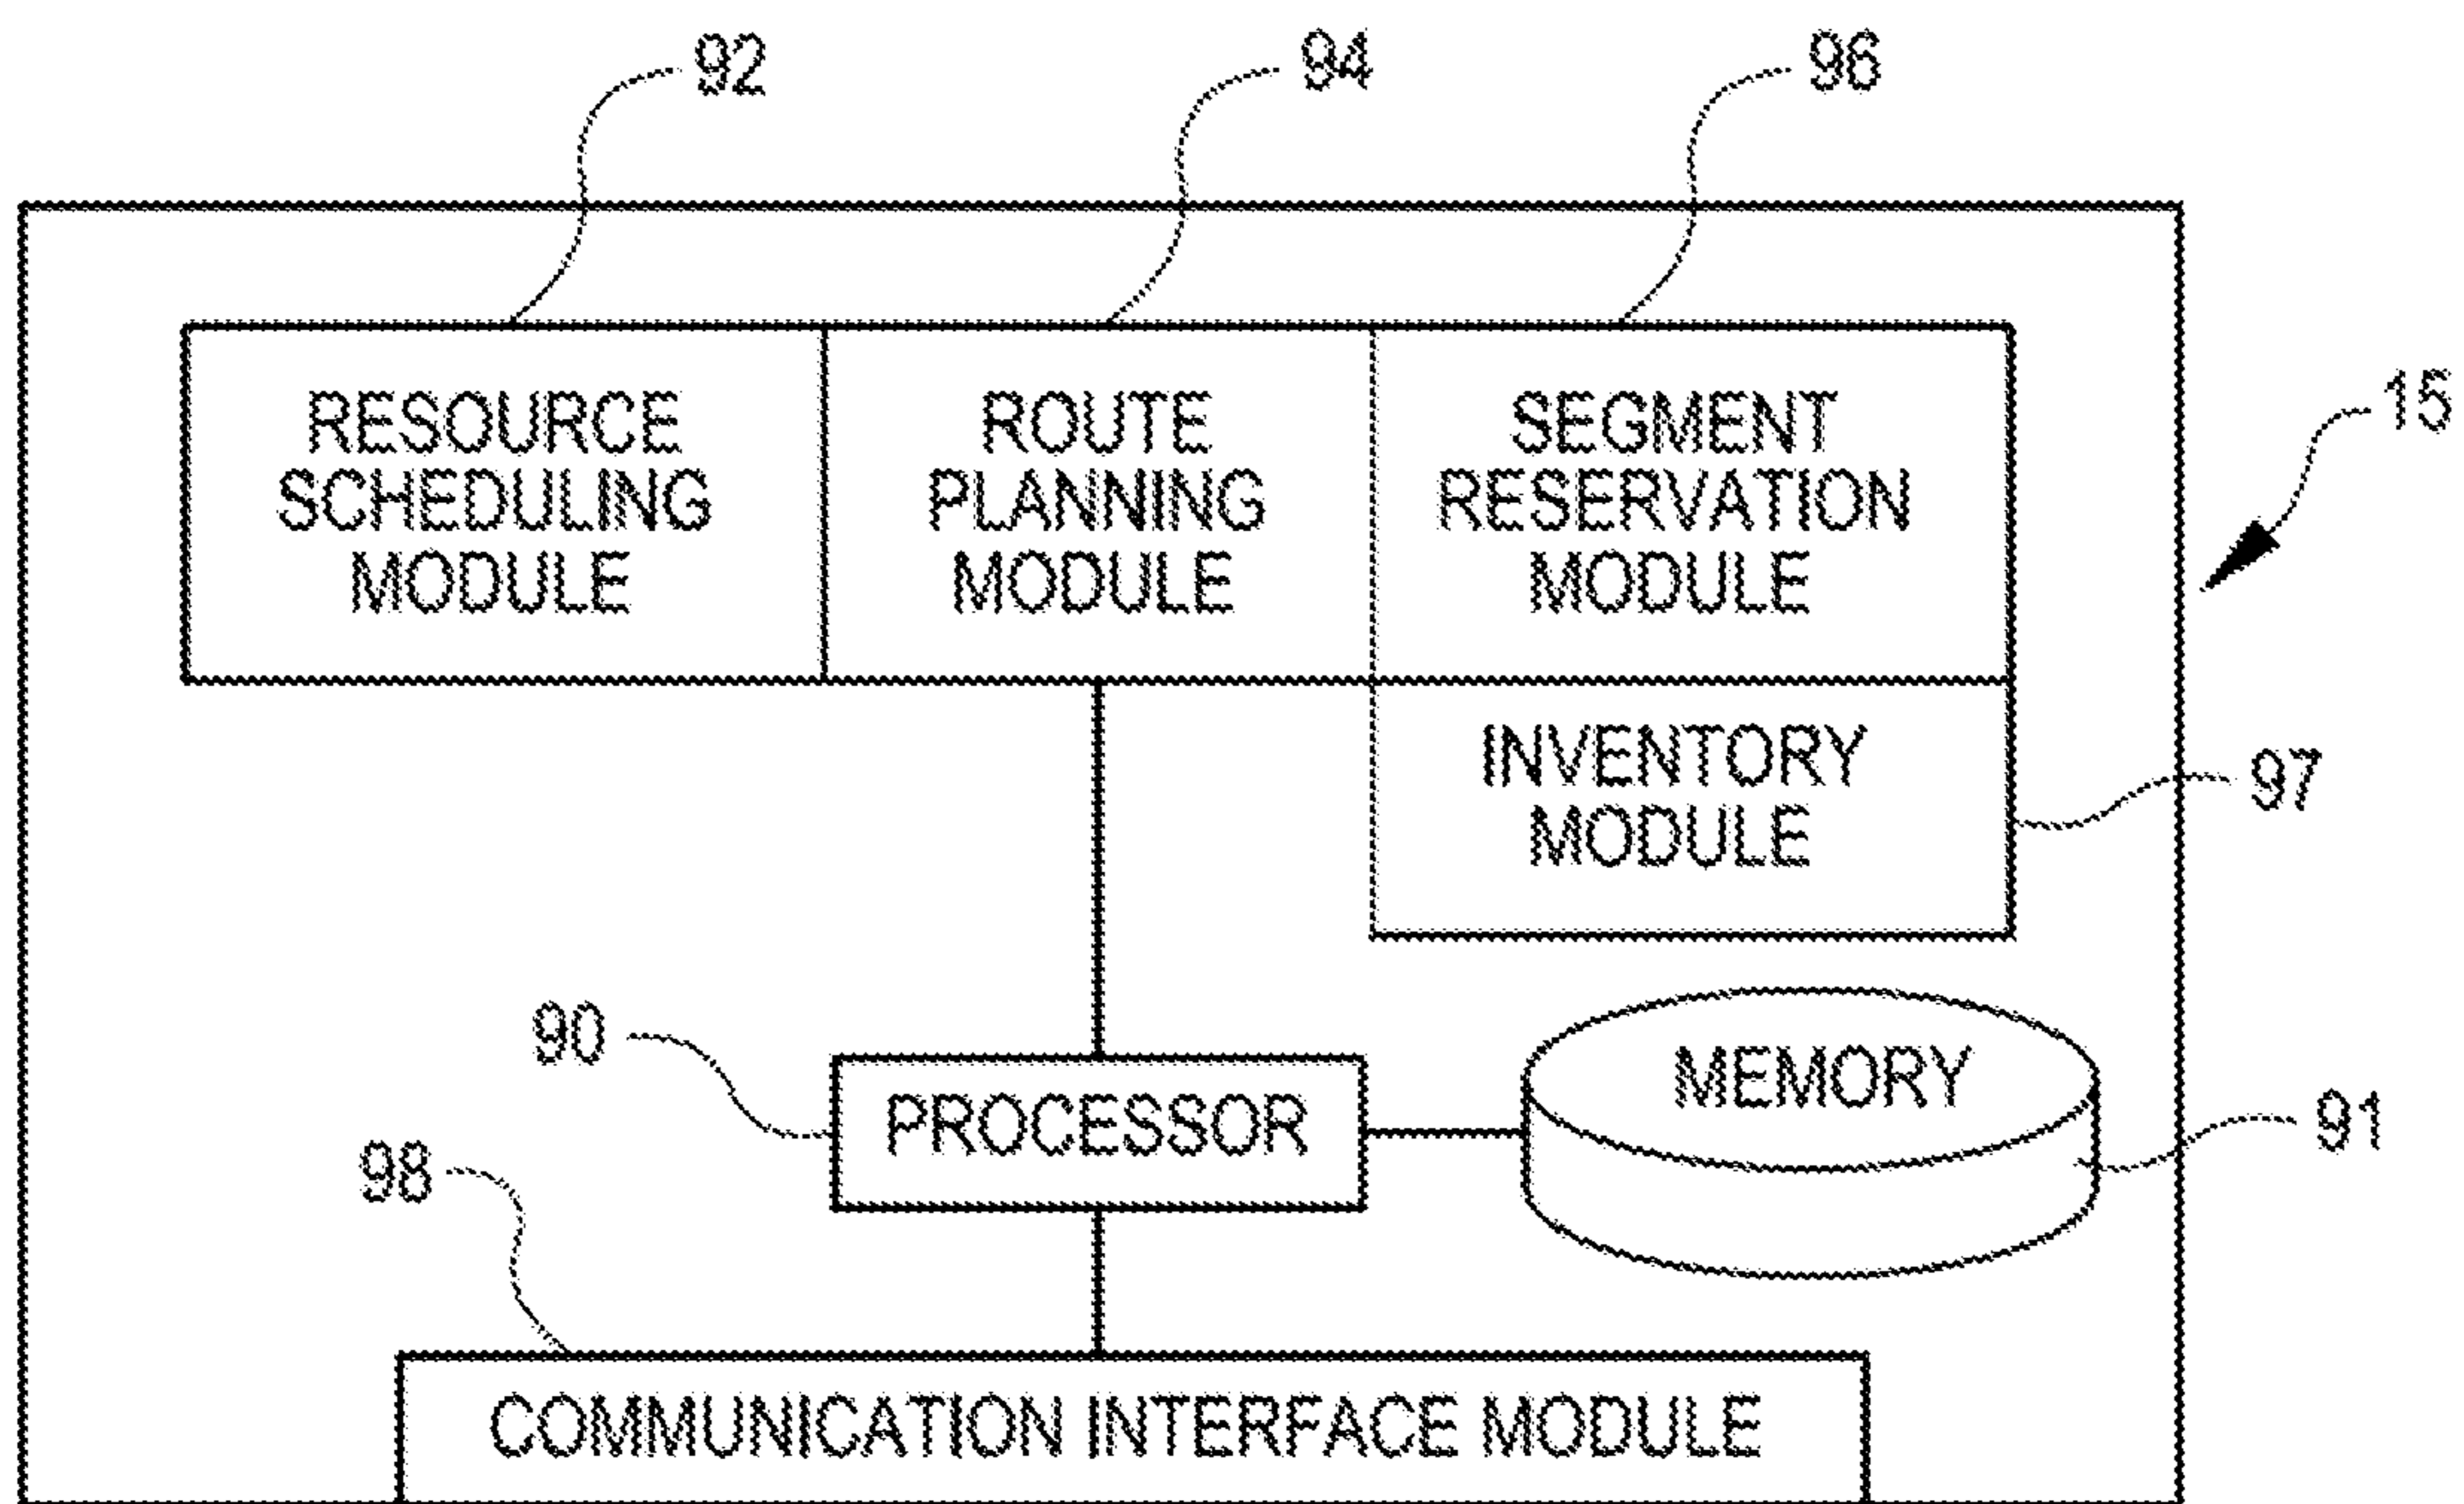 92
94
96
RESOURCE
SCHEDULING
MODULE
ROUTE
PLANNING
MODULE
SEGMENT
RESERVATION
MODULE
15
INVENTORY
MODULE
97
90
PROCESSOR
MEMORY
91
98
COMMUNICATION INTERFACE MODULE